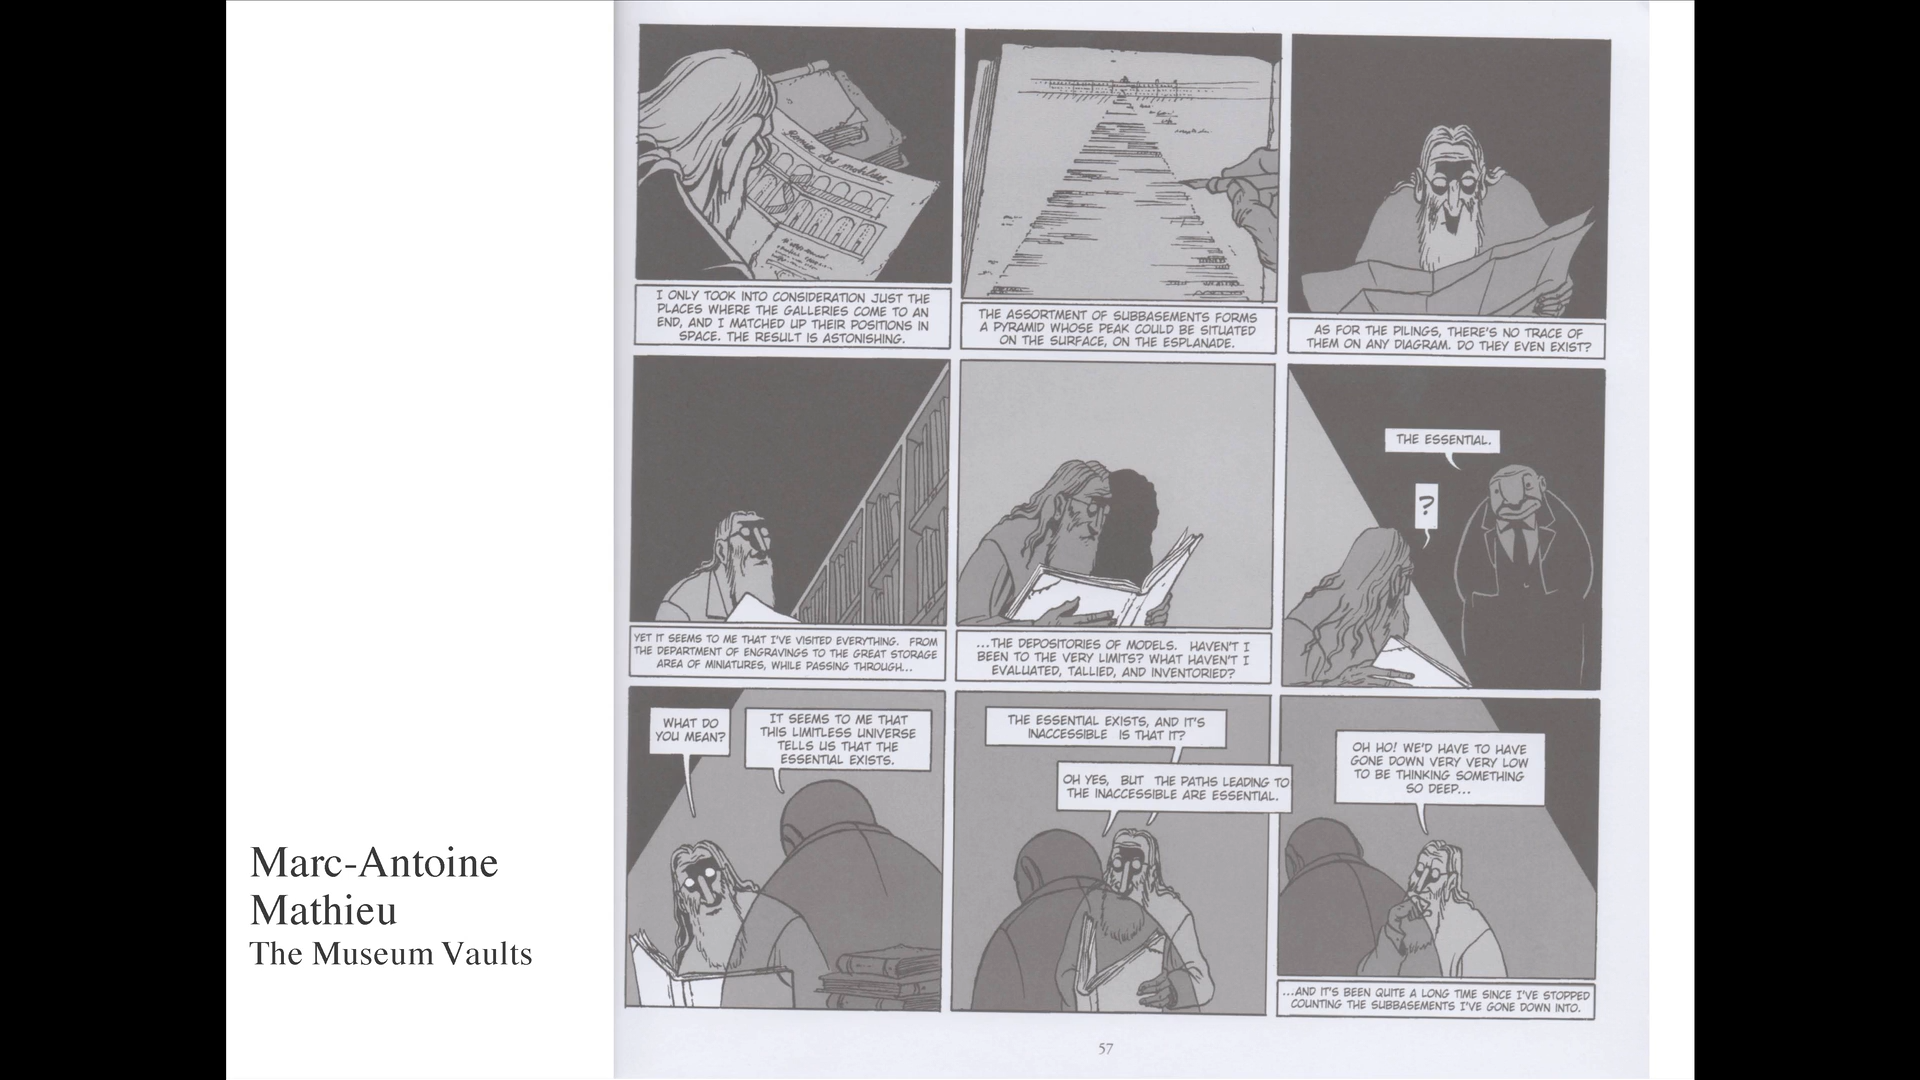 I ONLY TOOK INTO CONSIDERATION JUST THE
PLACES WHERE THE GALLERIES COME TO AN
END, AND I MATCHED UP THEIR POSITIONS IN
SPACE. THE RESULT IS ASTONISHING.
THE ASSORTMENT OF SUBBASEMENTS FORMS
A PYRAMID WHOSE PEAK COULD BE SITUATED
ON THE SURFACE, ON THE ESPLANADE.
AS FOR THE PILINGS, THERE'S NO TRACE OF
THEM ON ANY DIAGRAM. DO THEY EVEN EXIST?
YET IT SEEMS TO ME THAT I'VE VISITED EVERYTHING. FROM
THE DEPARTMENT OF ENGRAVINGS TO THE GREAT STORAGE
AREA OF MINIATURES, WHILE PASSING THROUGH...
...THE DEPOSITORIES OF MODELS. HAVEN'T I
BEEN TO THE VERY LIMITS? WHAT HAVEN'T I
EVALUATED, TALLIED, AND INVENTORIED?
THE ESSENTIAL.
?
WHAT DO
YOU MEAN?
IT SEEMS TO ME THAT
THIS LIMITLESS UNIVERSE
TELLS US THAT THE
ESSENTIAL EXISTS.
THE ESSENTIAL EXISTS, AND IT'S
INACCESSIBLE IS THAT IT?
OH YES, BUT THE PATHS LEADING TO
THE INACCESSIBLE ARE ESSENTIAL.
OH HO! WE'D HAVE TO HAVE
GONE DOWN VERY VERY LOW
TO BE THINKING SOMETHING
SO DEEP...
...AND IT'S BEEN QUITE A LONG TIME SINCE I'VE STOPPED
COUNTING THE SUBBASEMENTS I'VE GONE DOWN INTO.
57
Marc-Antoine
Mathieu
The Museum Vaults